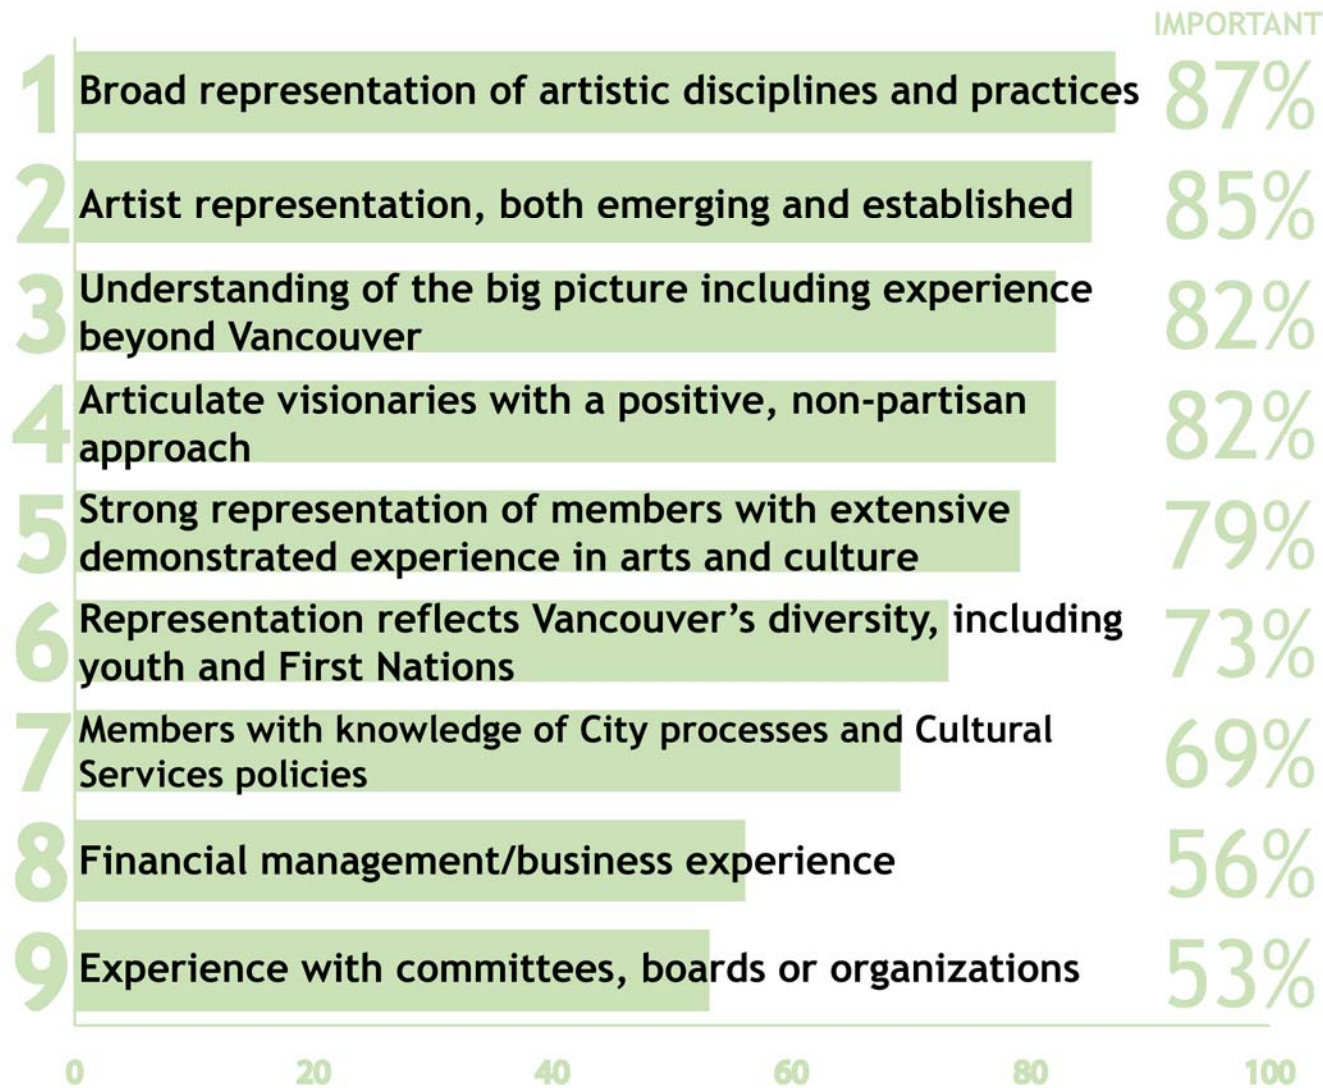 IMPORTANT
1 Broad representation of artistic disciplines and practices 87%
2 Artist representation, both emerging and established 85%
3 Understanding of the big picture including experience
beyond Vancouver 82%
4 Articulate visionaries with a positive, non-partisan
approach 82%
5 Strong representation of members with extensive
demonstrated experience in arts and culture 79%
6 Representation reflects Vancouver’s diversity, including
youth and First Nations 73%
7 Members with knowledge of City processes and Cultural
Services policies 69%
8 Financial management/business experience 56%
9 Experience with committees, boards or organizations 53%
0 20 40 60 80 100